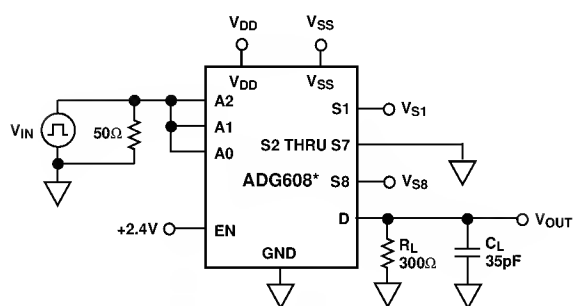 VDD
VSS
VDD
VSS
A2
S1
VS1
VIN
50Ω
A1
S2 THRU S7
A0
ADG608*
S8
VS8
+2.4V
EN
D
VOUT
GND
RL
300Ω
CL
35pF